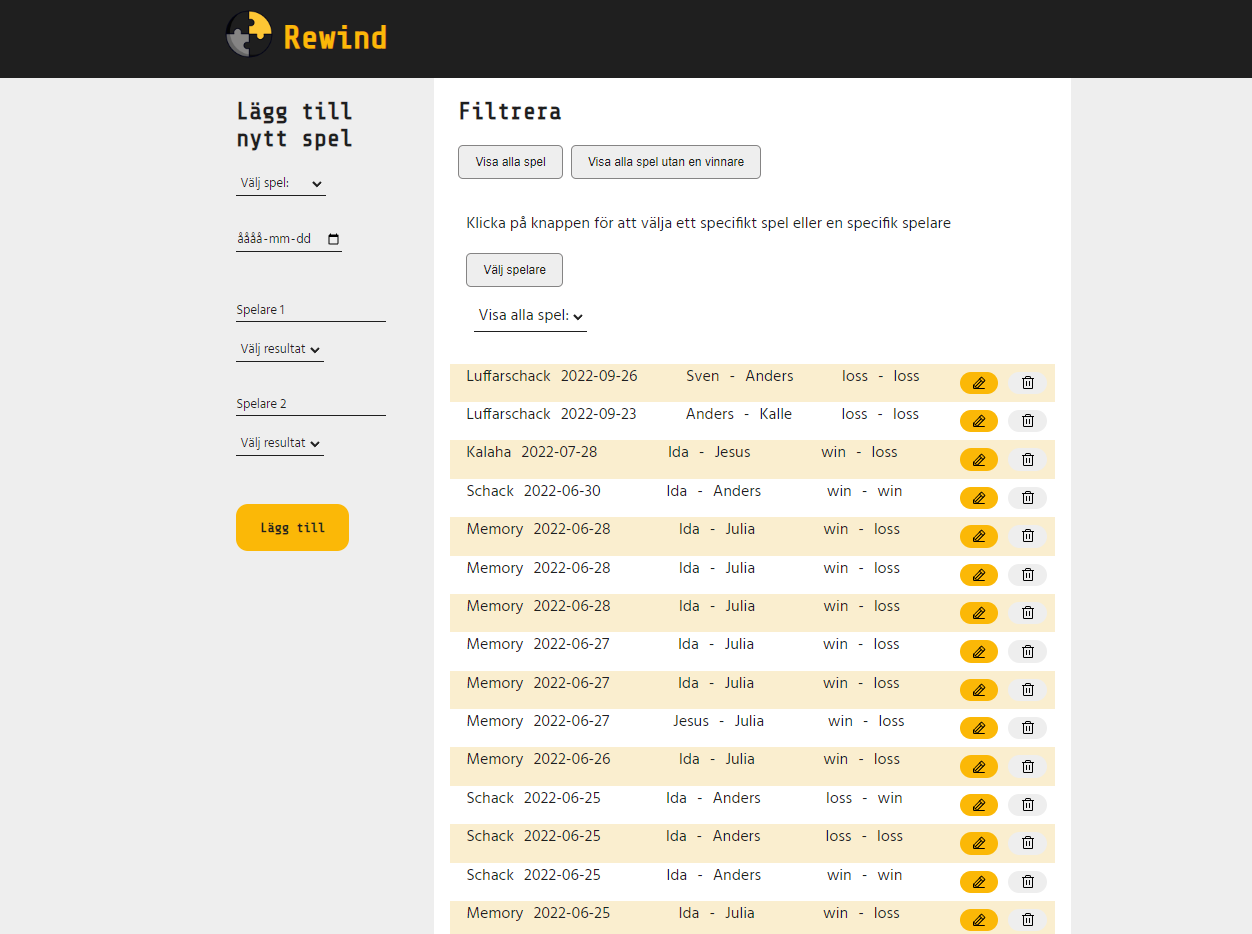 Rewind
Lägg till
nytt spel
Välj spel:
åååå-mm-dd
Spelare 1
Välj resultat
Spelare 2
Välj resultat
Lägg till
Filtrera
Visa alla spel Visa alla spel utan en vinnare
Klicka på knappen för att välja ett specifikt spel eller en specifik spelare
Välj spelare
Visa alla spel:
Luffarschack 2022-09-26 Sven - Anders loss - loss
Luffarschack 2022-09-23 Anders - Kalle loss - loss
Kalaha 2022-07-28 Ida - Jesus win - loss
Schack 2022-06-30 Ida - Anders win - win
Memory 2022-06-28 Ida - Julia win - loss
Memory 2022-06-28 Ida - Julia win - loss
Memory 2022-06-28 Ida - Julia win - loss
Memory 2022-06-27 Ida - Julia win - loss
Memory 2022-06-27 Ida - Julia win - loss
Memory 2022-06-27 Jesus - Julia win - loss
Memory 2022-06-26 Ida - Julia win - loss
Schack 2022-06-25 Ida - Anders loss - win
Schack 2022-06-25 Ida - Anders loss - loss
Schack 2022-06-25 Ida - Anders win - win
Memory 2022-06-25 Ida - Julia win - loss